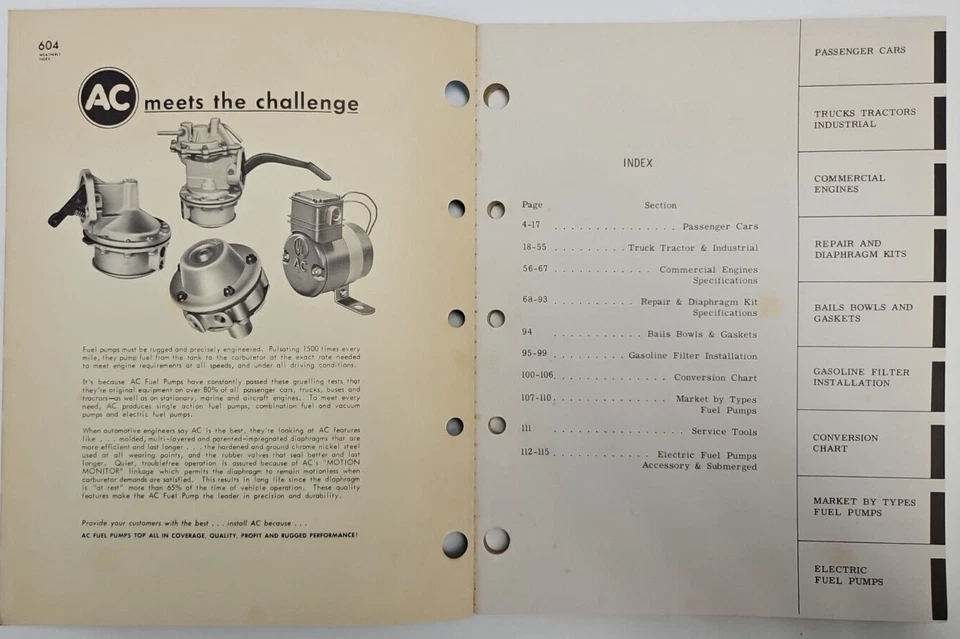 604
WEATHERLY
INDEX
AC meets the challenge
AC
Fuel pumps must be rugged and precisely engineered. Pulsating 1500 times every
mile, they pump fuel from the tank to the carburetor at the exact rate needed
to meet engine requirements at all speeds, and under all driving conditions.
It's because AC Fuel Pumps have constantly passed these gruelling tests that
they're original equipment on over 80% of all passenger cars, trucks, buses and
tractors—as well as on stationary, marine and aircraft engines. To meet every
need, AC produces single action fuel pumps, combination fuel and vacuum
pumps and electric fuel pumps.
When automotive engineers say AC is the best, they're looking at AC features
like . . . molded, multi-layered and patented-impregnated diaphragms that are
more efficient and last longer . . . the hardened and ground chrome nickel steel
used at all wearing points, and the rubber valves that seal better and last
longer. Quiet, troublefree operation is assured because of AC's "MOTION
MONITOR" linkage which permits the diaphragm to remain motionless when
carburetor demands are satisfied. This results in long life since the diaphragm
is "at rest" more than 65% of the time of vehicle operation. These quality
features make the AC Fuel Pump the leader in precision and durability.
Provide your customers with the best . . . install AC because . . .
AC FUEL PUMPS TOP ALL IN COVERAGE, QUALITY, PROFIT AND RUGGED PERFORMANCE!
INDEX
Page Section
4-17 . . . . . . . . . . . . . . . Passenger Cars
18-55 . . . . . . . . . Truck Tractor & Industrial
56-67 . . . . . . . . . . . . Commercial Engines
Specifications
68-93 . . . . . . . . . . Repair & Diaphragm Kit
Specifications
94 . . . . . . . . . . . Bails Bowls & Gaskets
95-99 . . . . . . . . . Gasoline Filter Installation
100-106. . . . . . . . . . . . . . Conversion Chart
107-110. . . . . . . . . . . . . . Market by Types
Fuel Pumps
111 . . . . . . . . . . . . . . . . Service Tools
112-115 . . . . . . . . . . . . Electric Fuel Pumps
Accessory & Submerged
PASSENGER CARS
TRUCKS TRACTORS
INDUSTRIAL
COMMERCIAL
ENGINES
REPAIR AND
DIAPHRAGM KITS
BAILS BOWLS AND
GASKETS
GASOLINE FILTER
INSTALLATION
CONVERSION
CHART
MARKET BY TYPES
FUEL PUMPS
ELECTRIC
FUEL PUMPS